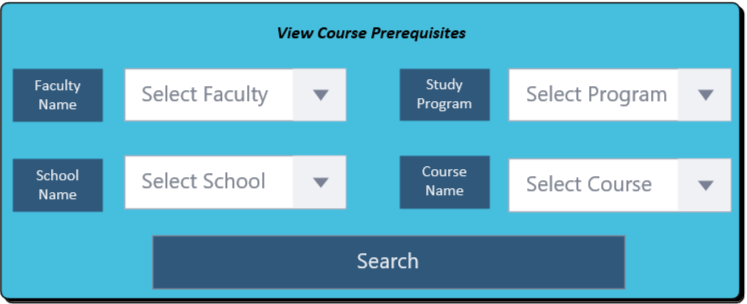 View Course Prerequisites
Faculty
Name
Select Faculty
Study
Program
Select Program
School
Name
Select School
Course
Name
Select Course
Search